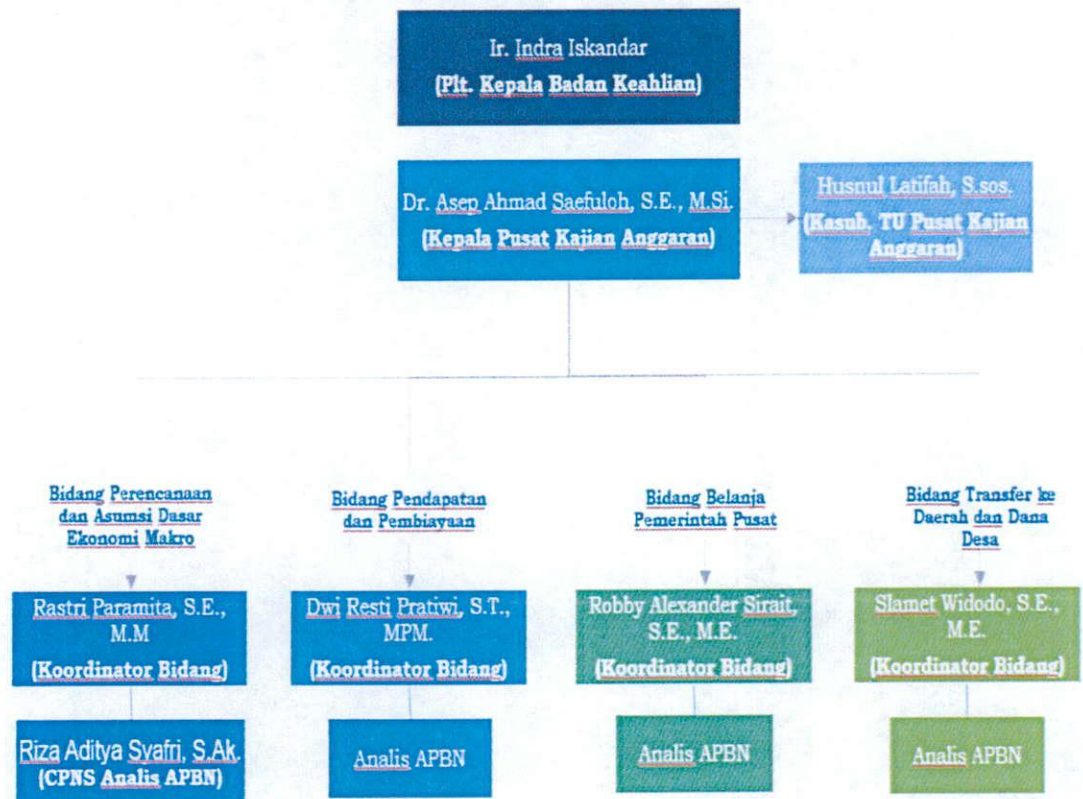 Ir. Indra Iskandar
(Plt. Kepala Badan Keahlian)
Dr. Asep Ahmad Saefuloh, S.E., M.Si.
(Kepala Pusat Kajian Anggaran)
Husnul Latifah, S.sos.
(Kasub. TU Pusat Kajian
Anggaran)
Bidang Perencanaan
dan Asumsi Dasar
Ekonomi Makro
Bidang Pendapatan
dan Pembiayaan
Bidang Belanja
Pemerintah Pusat
Bidang Transfer ke
Daerah dan Dana
Desa
Rastri Paramita, S.E.,
M.M
(Koordinator Bidang)
Dwi Resti Pratiwi, S.T.,
MPM.
(Koordinator Bidang)
Robby Alexander Sirait,
S.E., M.E.
(Koordinator Bidang)
Slamet Widodo, S.E.,
M.E.
(Koordinator Bidang)
Riza Aditya Syafri, S.Ak.
(CPNS Analis APBN)
Analis APBN
Analis APBN
Analis APBN